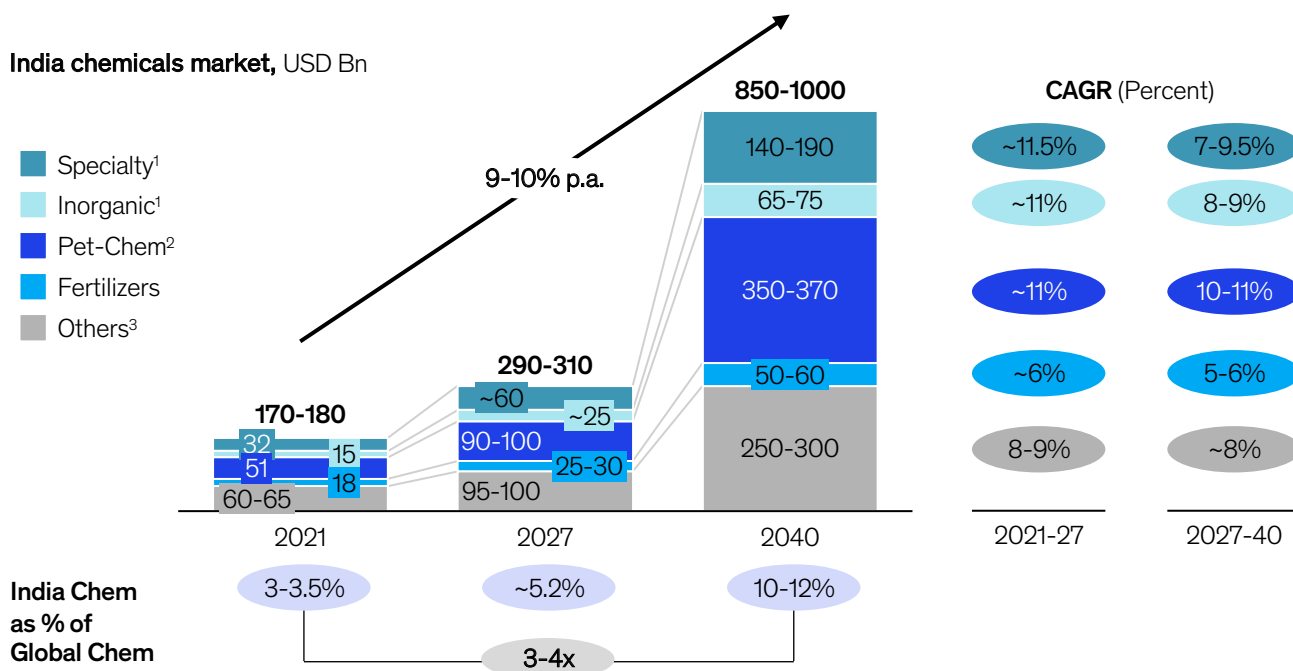 India chemicals market, USD Bn
Specialty¹
Inorganic¹
Pet-Chem²
Fertilizers
Others³
9-10% p.a.
170-180
32
15
51
18
60-65
2021
290-310
~60
~25
90-100
25-30
95-100
2027
850-1000
140-190
65-75
350-370
50-60
250-300
2040
CAGR (Percent)
~11.5% 7-9.5%
~11% 8-9%
~11% 10-11%
~6% 5-6%
8-9% ~8%
2021-27 2027-40
India Chem
as % of
Global Chem
3-3.5% ~5.2% 10-12%
3-4x